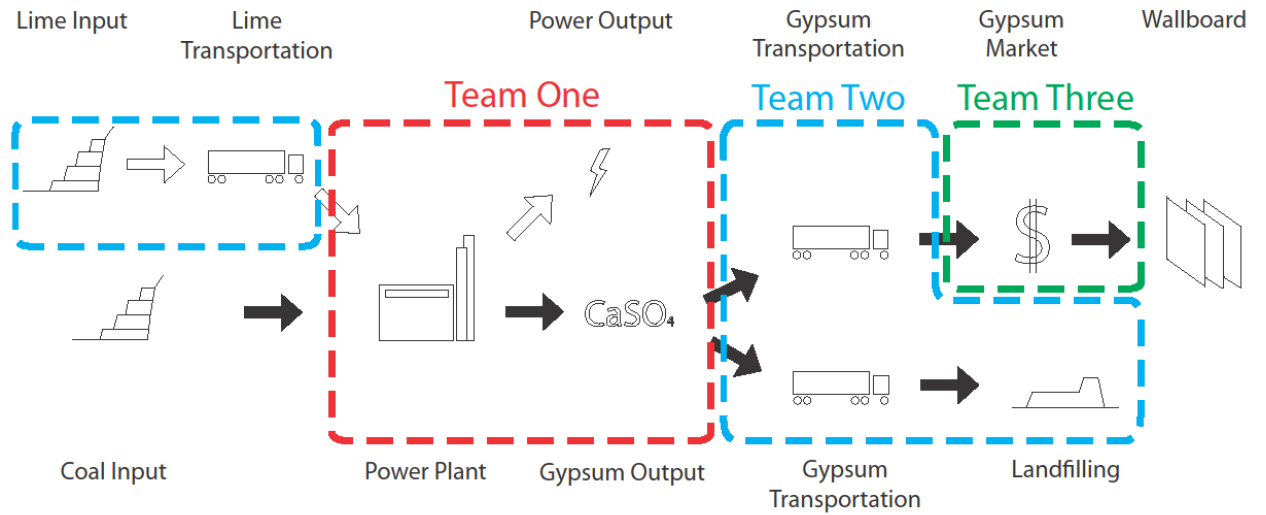 Lime Input
Lime
Transportation
Power Output
Gypsum
Transportation
Gypsum
Market
Wallboard
Team One
Team Two
Team Three
$
CaSO₄
Coal Input
Power Plant
Gypsum Output
Gypsum
Transportation
Landfilling